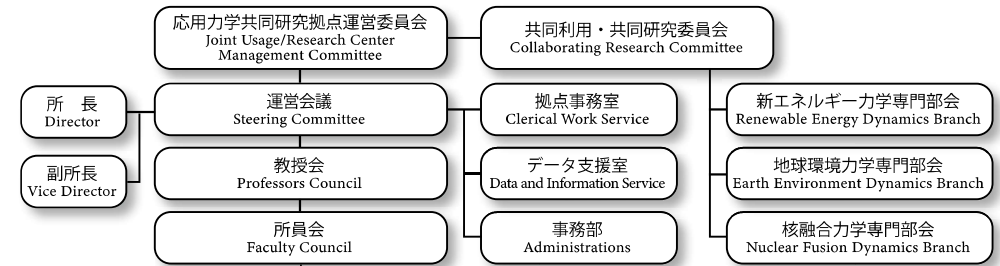 応用力学共同研究拠点運営委員会
Joint Usage/Research Center
Management Committee
共同利用・共同研究委員会
Collaborating Research Committee
所　長
Director
運営会議
Steering Committee
拠点事務室
Clerical Work Service
新エネルギー力学専門部会
Renewable Energy Dynamics Branch
副所長
Vice Director
教授会
Professors Council
データ支援室
Data and Information Service
地球環境力学専門部会
Earth Environment Dynamics Branch
所員会
Faculty Council
事務部
Administrations
核融合力学専門部会
Nuclear Fusion Dynamics Branch